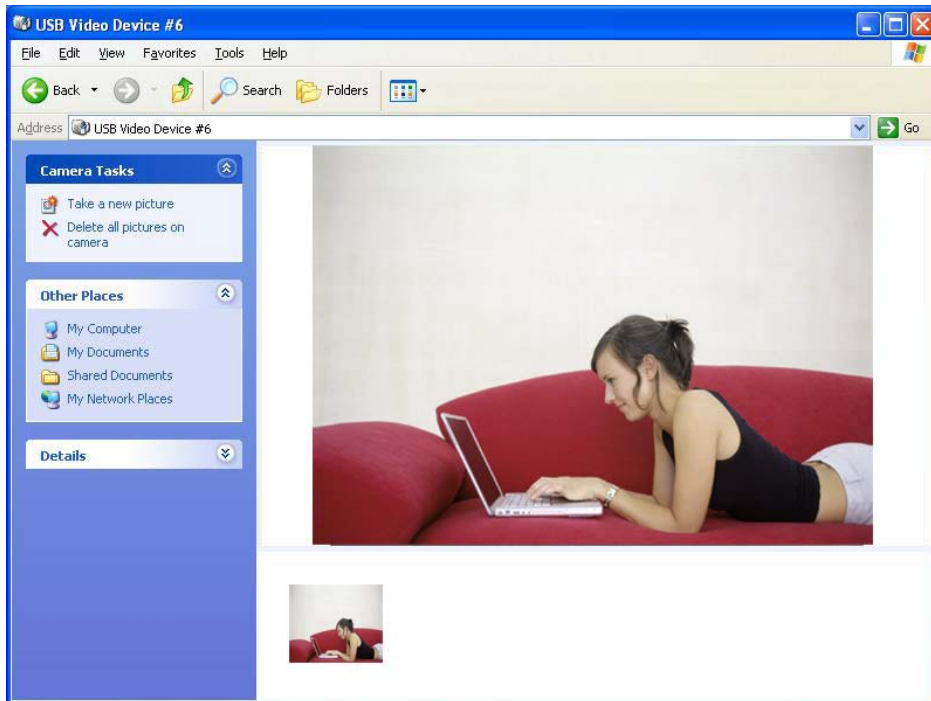 USB Video Device #6
File Edit View Favorites Tools Help
Back Search Folders
Address USB Video Device #6 Go
Camera Tasks
Take a new picture
Delete all pictures on
camera
Other Places
My Computer
My Documents
Shared Documents
My Network Places
Details